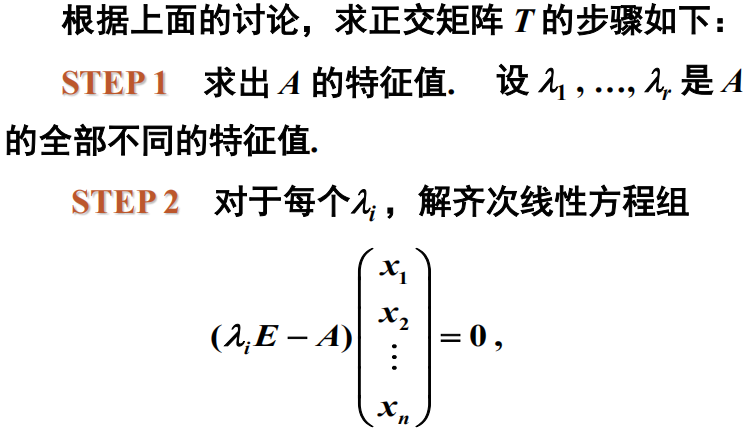 根据上面的讨论，求正交矩阵 T 的步骤如下：
STEP 1 求出 A 的特征值. 设 λ₁ , …, λᵣ 是 A
的全部不同的特征值.
STEP 2 对于每个λᵢ ，解齐次线性方程组
(λᵢE − A)(x₁ x₂ ⋮ xₙ) = 0 ,